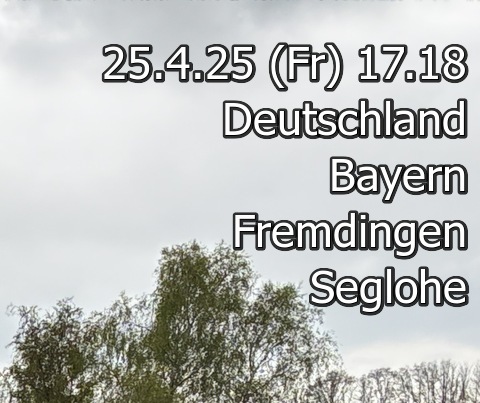 25.4.25 (Fr) 17.18
Deutschland
Bayern
Fremdingen
Seglohe